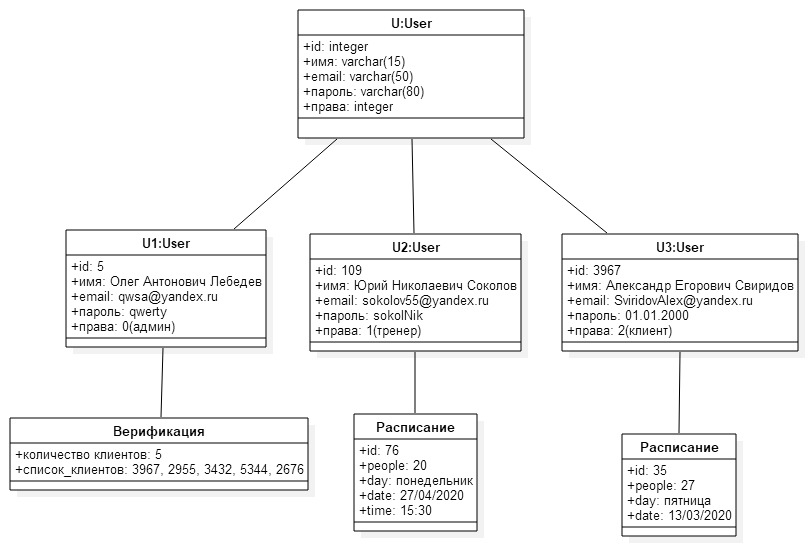 U:User
+id: integer
+имя: varchar(15)
+email: varchar(50)
+пароль: varchar(80)
+права: integer
U1:User
+id: 5
+имя: Олег Антонович Лебедев
+email: qwsa@yandex.ru
+пароль: qwerty
+права: 0(админ)
U2:User
+id: 109
+имя: Юрий Николаевич Соколов
+email: sokolov55@yandex.ru
+пароль: sokolNik
+права: 1(тренер)
U3:User
+id: 3967
+имя: Александр Егорович Свиридов
+email: SviridovAlex@yandex.ru
+пароль: 01.01.2000
+права: 2(клиент)
Верификация
+количество клиентов: 5
+список_клиентов: 3967, 2955, 3432, 5344, 2676
Расписание
+id: 76
+people: 20
+day: понедельник
+date: 27/04/2020
+time: 15:30
Расписание
+id: 35
+people: 27
+day: пятница
+date: 13/03/2020